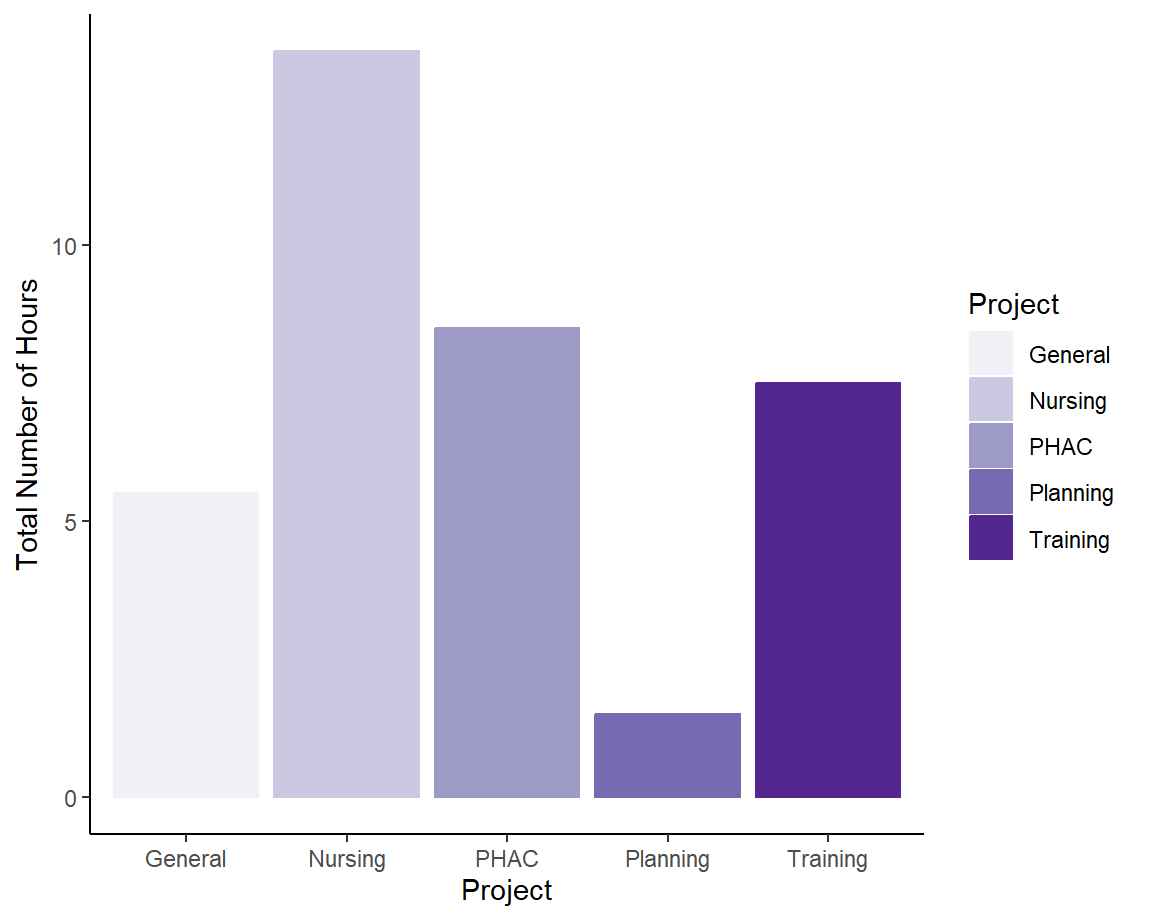 Total Number of Hours
10
5
0
General
Nursing
PHAC
Planning
Training
Project
Project
General
Nursing
PHAC
Planning
Training